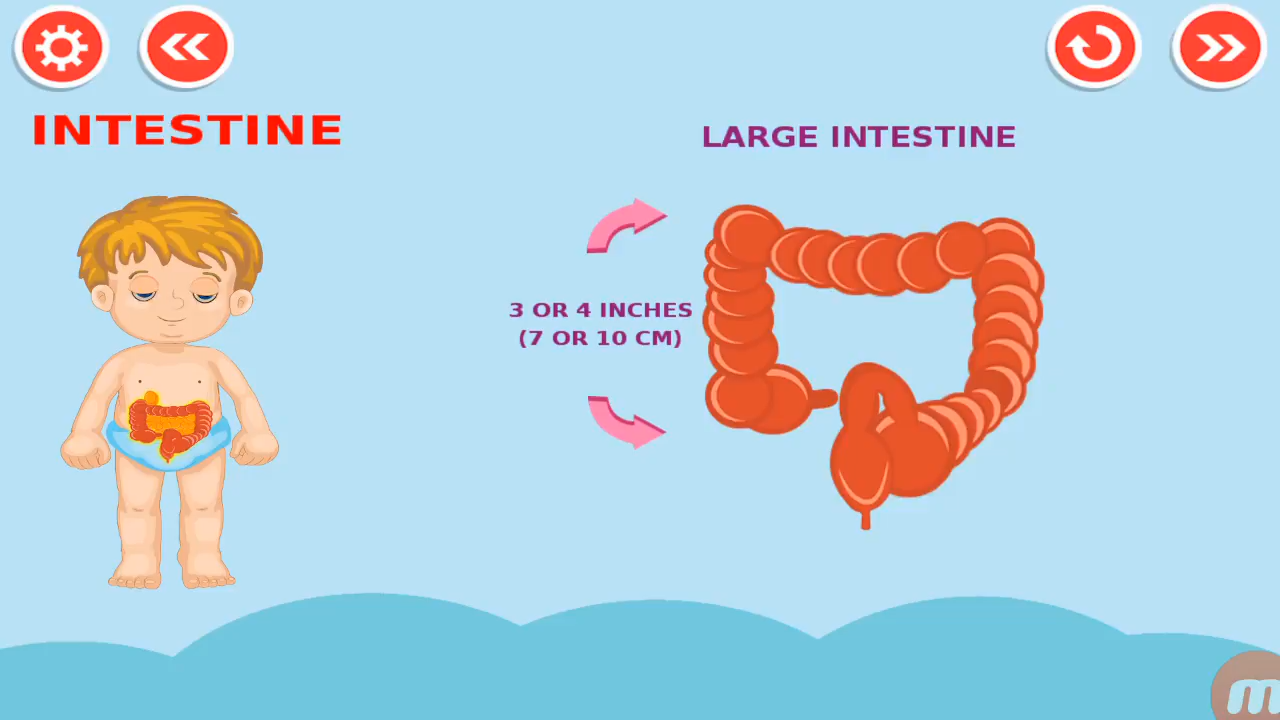 INTESTINE
LARGE INTESTINE
3 OR 4 INCHES
(7 OR 10 CM)
m